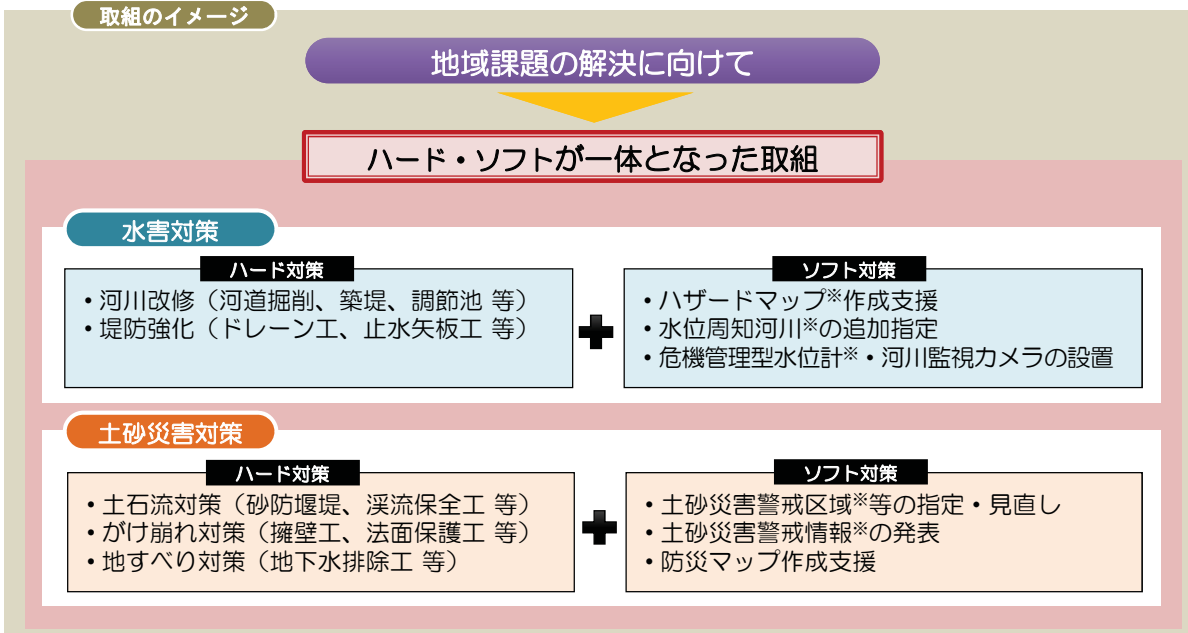 取組のイメージ
地域課題の解決に向けて
ハード・ソフトが一体となった取組
水害対策
ハード対策
・河川改修（河道掘削、築堤、調節池 等）
・堤防強化（ドレーン工、止水矢板工 等）
ソフト対策
・ハザードマップ※作成支援
・水位周知河川※の追加指定
・危機管理型水位計※・河川監視カメラの設置
土砂災害対策
ハード対策
・土石流対策（砂防堰堤、渓流保全工 等）
・がけ崩れ対策（擁壁工、法面保護工 等）
・地すべり対策（地下水排除工 等）
ソフト対策
・土砂災害警戒区域※等の指定・見直し
・土砂災害警戒情報※の発表
・防災マップ作成支援